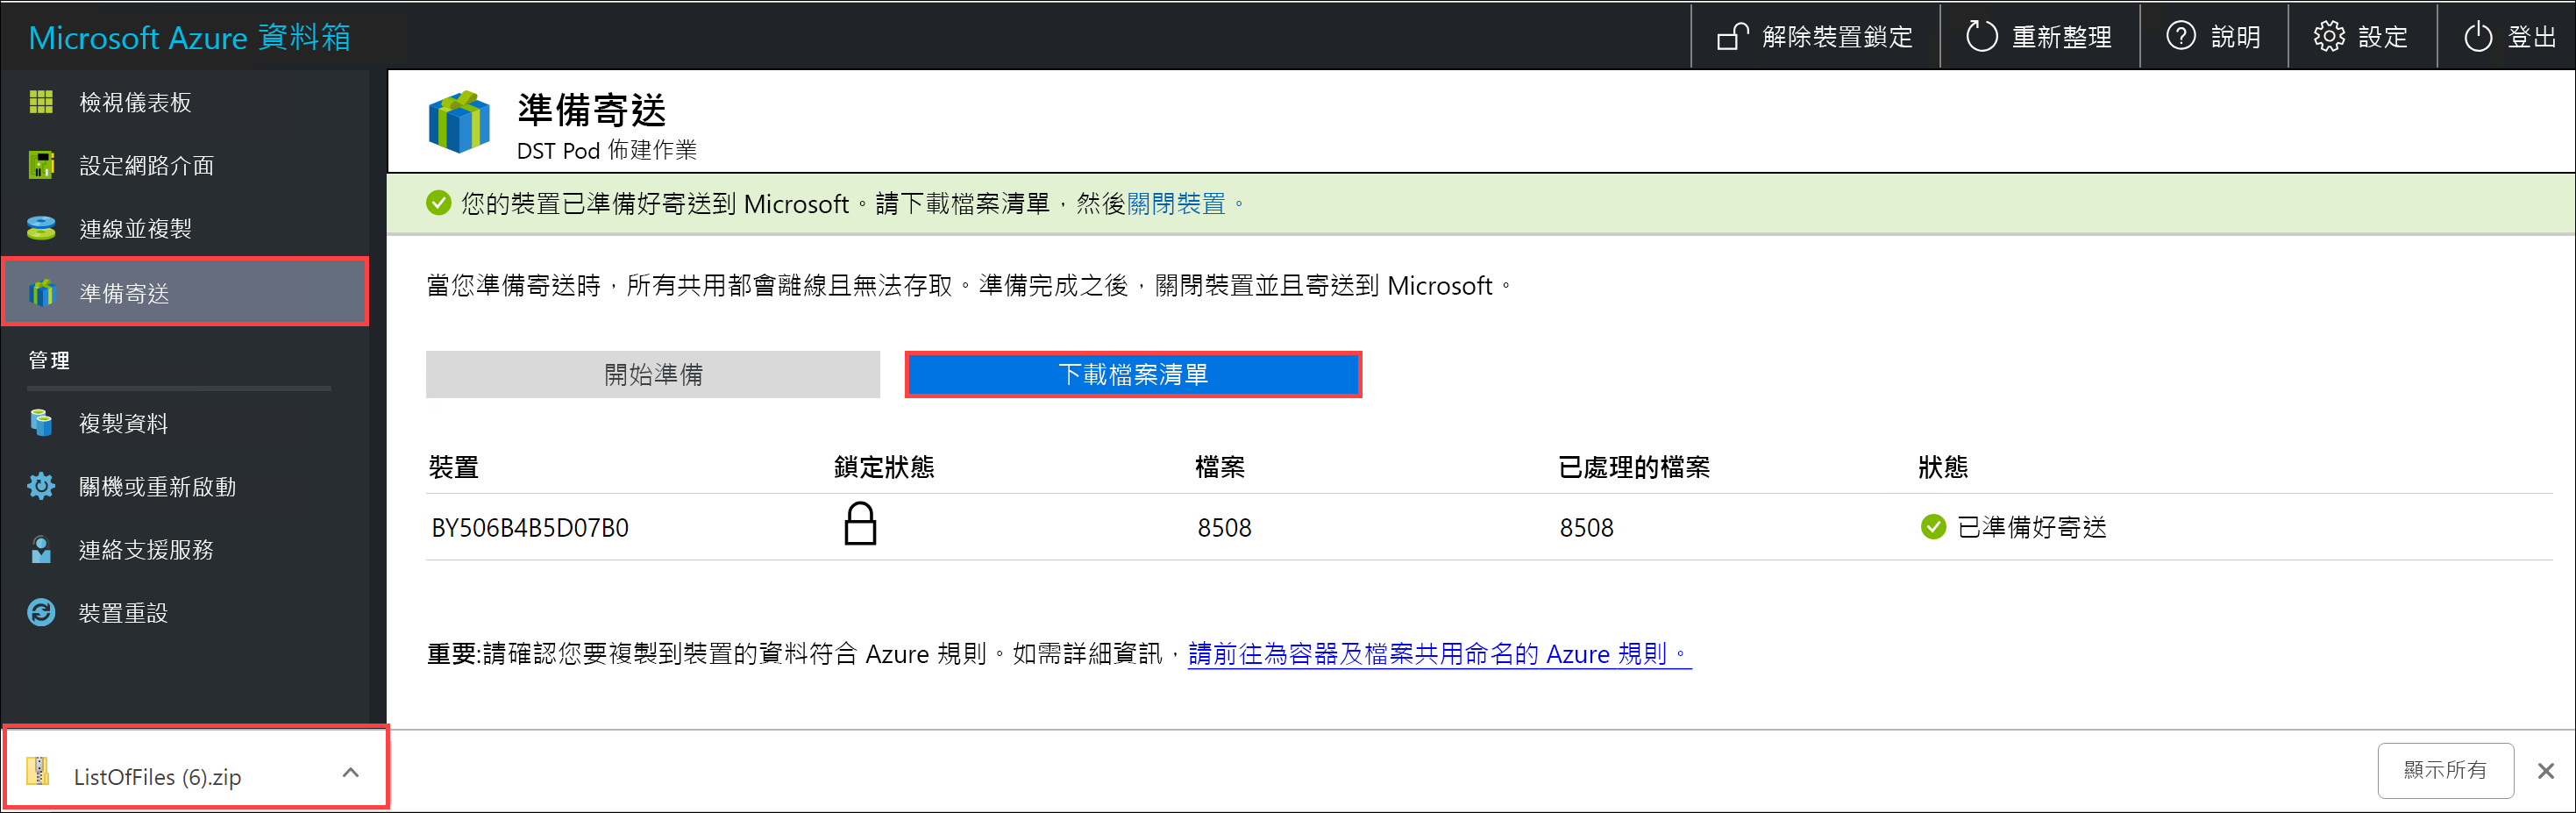 Microsoft Azure 資料箱
解除裝置鎖定
重新整理
說明
設定
登出
檢視儀表板
設定網路介面
連線並複製
準備寄送
管理
複製資料
關機或重新啟動
連絡支援服務
裝置重設
準備寄送
DST Pod 佈建作業
您的裝置已準備好寄送到 Microsoft。請下載檔案清單，然後關閉裝置。
當您準備寄送時，所有共用都會離線且無法存取。準備完成之後，關閉裝置並且寄送到 Microsoft。
開始準備
下載檔案清單
裝置 鎖定狀態 檔案 已處理的檔案 狀態
BY506B4B5D07B0 8508 8508 已準備好寄送
重要:請確認您要複製到裝置的資料符合 Azure 規則。如需詳細資訊，請前往為容器及檔案共用命名的 Azure 規則。
ListOfFiles (6).zip
顯示所有